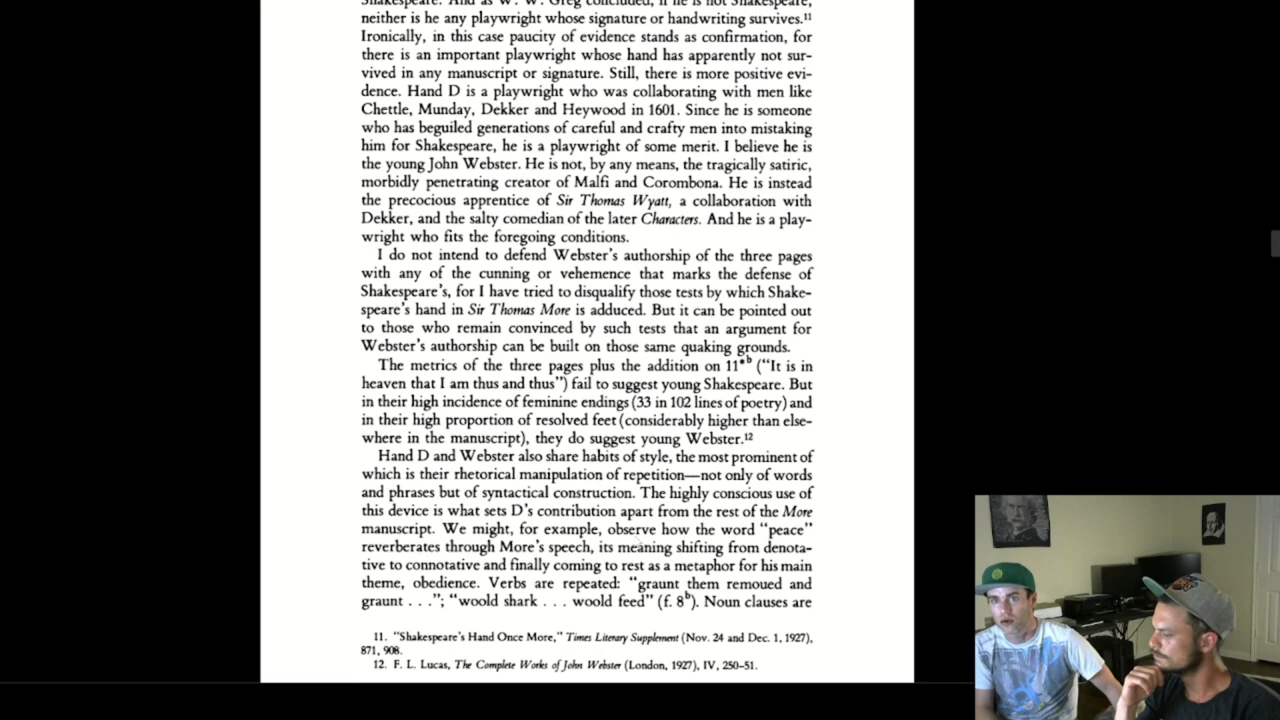 Shakespeare. And as W. W. Greg concluded, if he is not Shakespeare,
neither is he any playwright whose signature or handwriting survives.11
Ironically, in this case paucity of evidence stands as confirmation, for
there is an important playwright whose hand has apparently not sur-
vived in any manuscript or signature. Still, there is more positive evi-
dence. Hand D is a playwright who was collaborating with men like
Chettle, Munday, Dekker and Heywood in 1601. Since he is someone
who has beguiled generations of careful and crafty men into mistaking
him for Shakespeare, he is a playwright of some merit. I believe he is
the young John Webster. He is not, by any means, the tragically satiric,
morbidly penetrating creator of Malfi and Corombona. He is instead
the precocious apprentice of Sir Thomas Wyatt, a collaboration with
Dekker, and the salty comedian of the later Characters. And he is a play-
wright who fits the foregoing conditions.
I do not intend to defend Webster's authorship of the three pages
with any of the cunning or vehemence that marks the defense of
Shakespeare's, for I have tried to disqualify those tests by which Shake-
speare's hand in Sir Thomas More is adduced. But it can be pointed out
to those who remain convinced by such tests that an argument for
Webster's authorship can be built on those same quaking grounds.
The metrics of the three pages plus the addition on 11*b ("It is in
heaven that I am thus and thus") fail to suggest young Shakespeare. But
in their high incidence of feminine endings (33 in 102 lines of poetry) and
in their high proportion of resolved feet (considerably higher than else-
where in the manuscript), they do suggest young Webster.12
Hand D and Webster also share habits of style, the most prominent of
which is their rhetorical manipulation of repetition—not only of words
and phrases but of syntactical construction. The highly conscious use of
this device is what sets D's contribution apart from the rest of the More
manuscript. We might, for example, observe how the word "peace"
reverberates through More's speech, its meaning shifting from denota-
tive to connotative and finally coming to rest as a metaphor for his main
theme, obedience. Verbs are repeated: "graunt them remoued and
graunt . . ."; "woold shark . . . woold feed" (f. 8b). Noun clauses are
11. "Shakespeare's Hand Once More," Times Literary Supplement (Nov. 24 and Dec. 1, 1927),
871, 908.
12. F. L. Lucas, The Complete Works of John Webster (London, 1927), IV, 250-51.